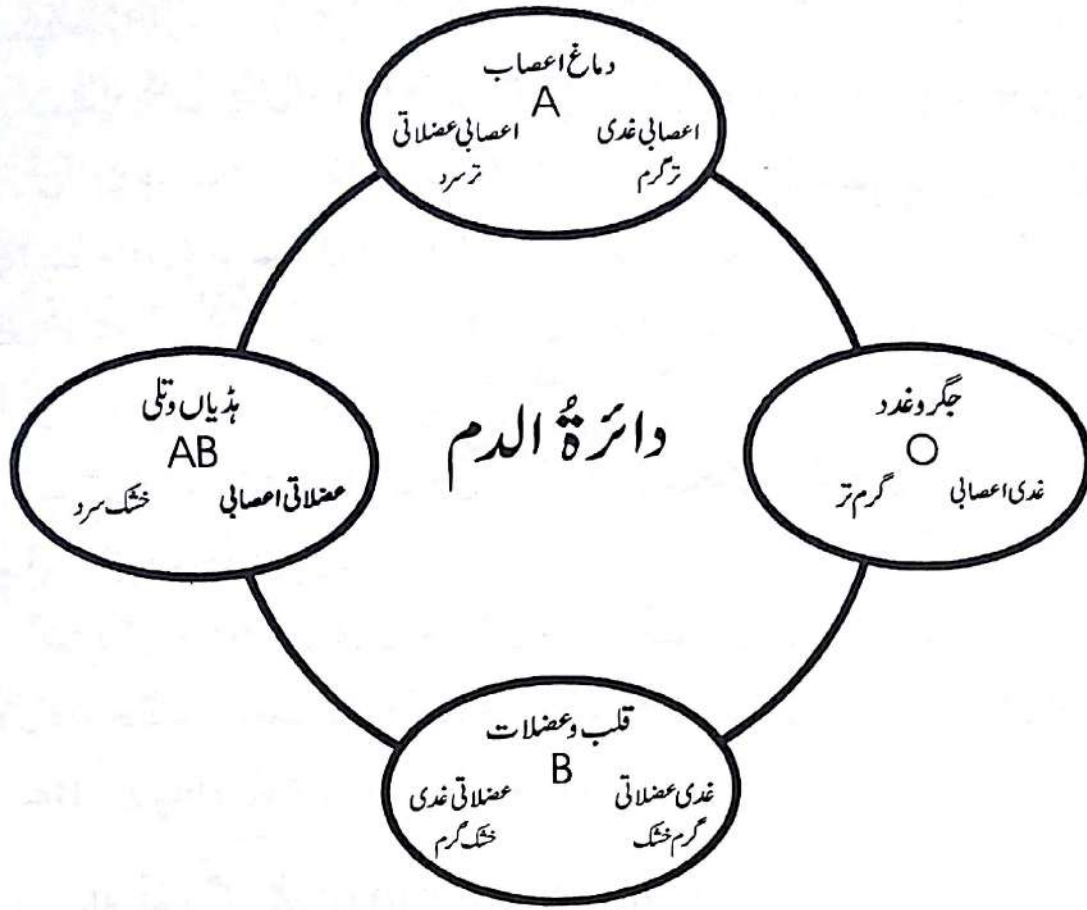 دماغ اعصاب
A
اعصابی غدی
اعصابی عضلاتی
تر گرم
تر سرد
جگر و غدد
O
غدی اعصابی
گرم تر
دائرۃُ الدم
ہڈیاں و تلی
AB
عضلاتی اعصابی
خشک سرد
قلب و عضلات
B
غدی عضلاتی
عضلاتی غدی
گرم خشک
خشک گرم